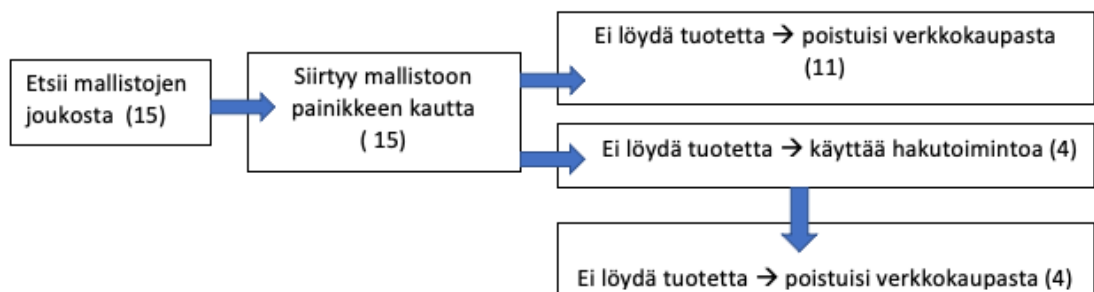 Etsii mallistojen
joukosta (15)
Siirtyy mallistoon
painikkeen kautta
( 15)
Ei löydä tuotetta → poistuisi verkkokaupasta
(11)
Ei löydä tuotetta → käyttää hakutoimintoa (4)
Ei löydä tuotetta → poistuisi verkkokaupasta (4)